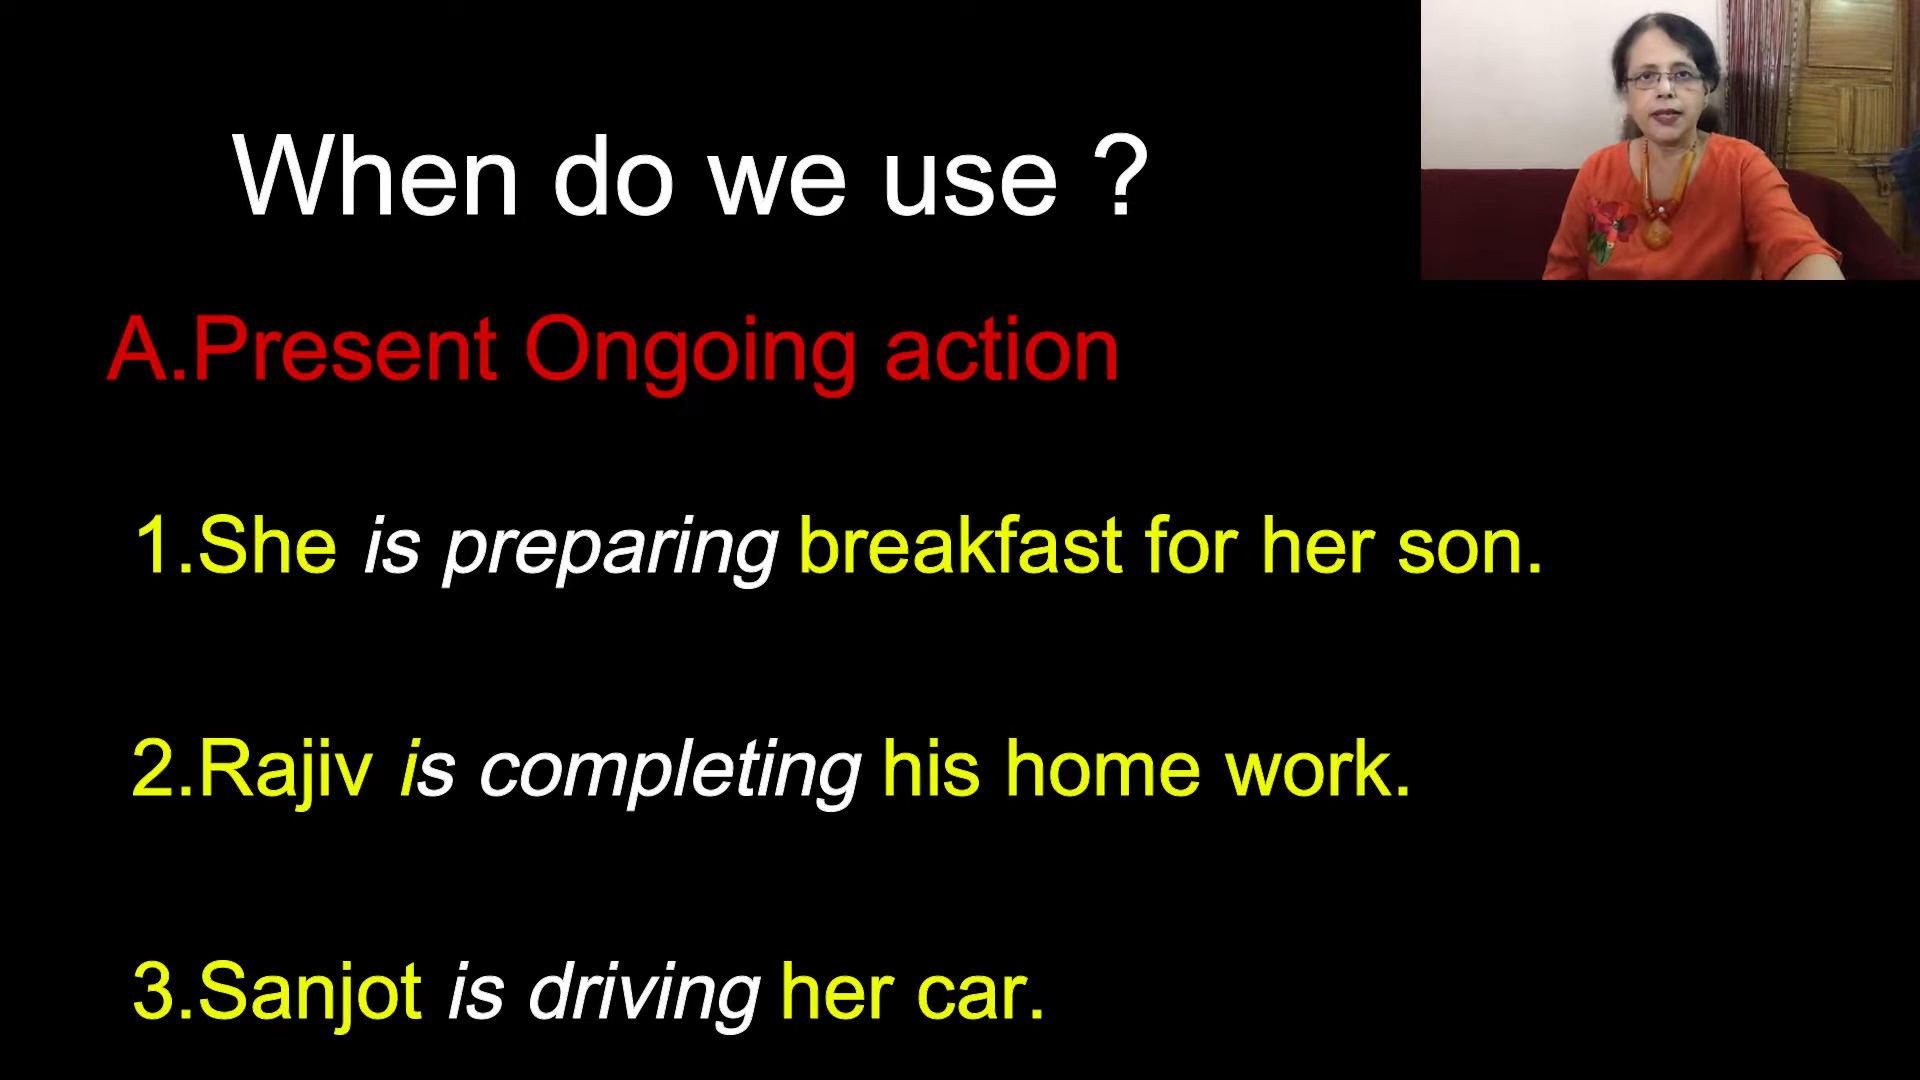 When do we use ?
A.Present Ongoing action
1.She is preparing breakfast for her son.
2.Rajiv is completing his home work.
3.Sanjot is driving her car.